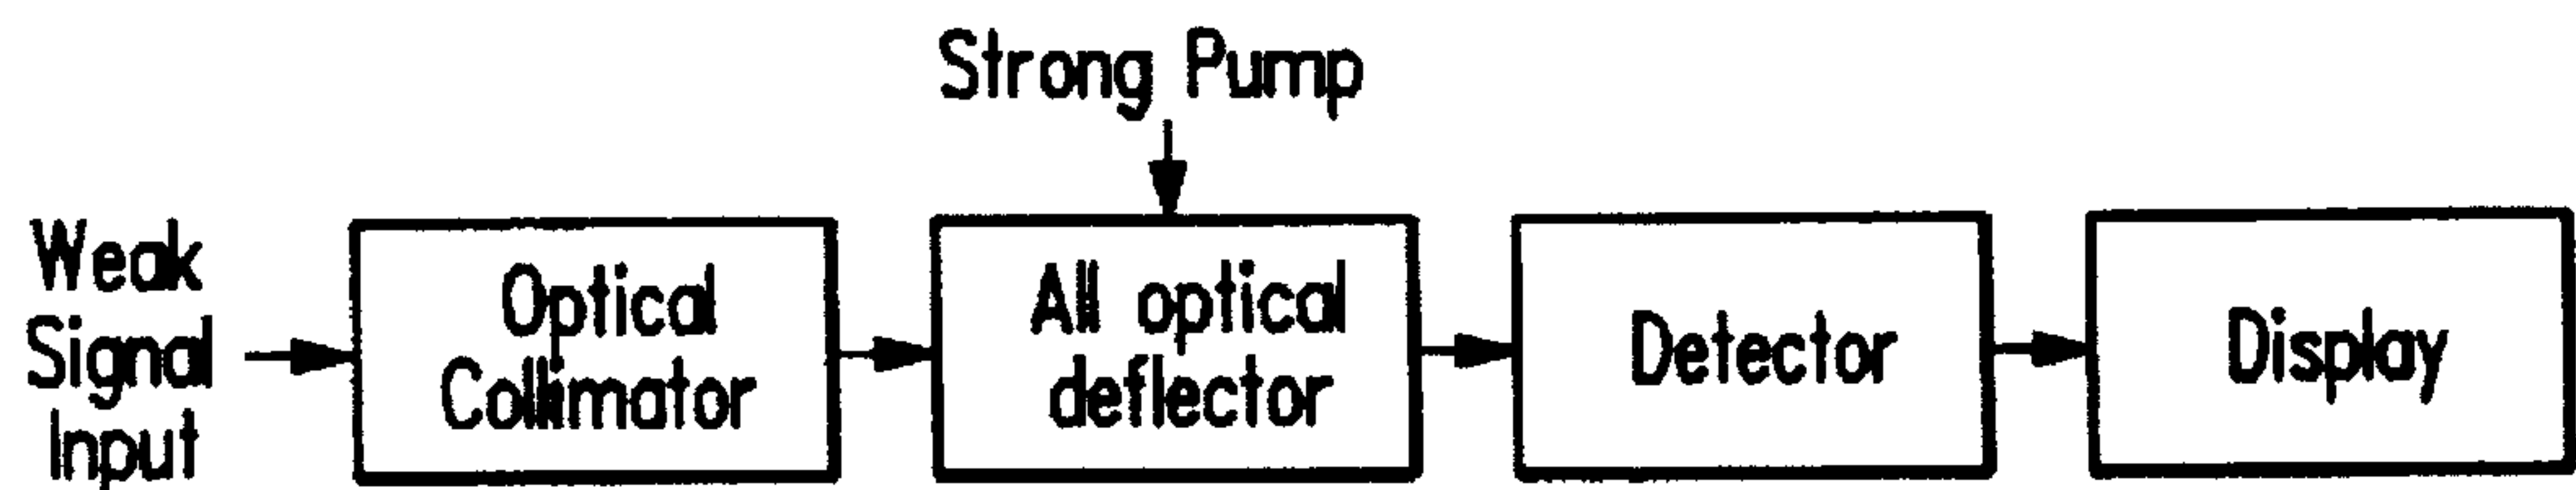 Strong Pump
Weak
Signal
Input
Optical
Collimator
All optical
deflector
Detector
Display